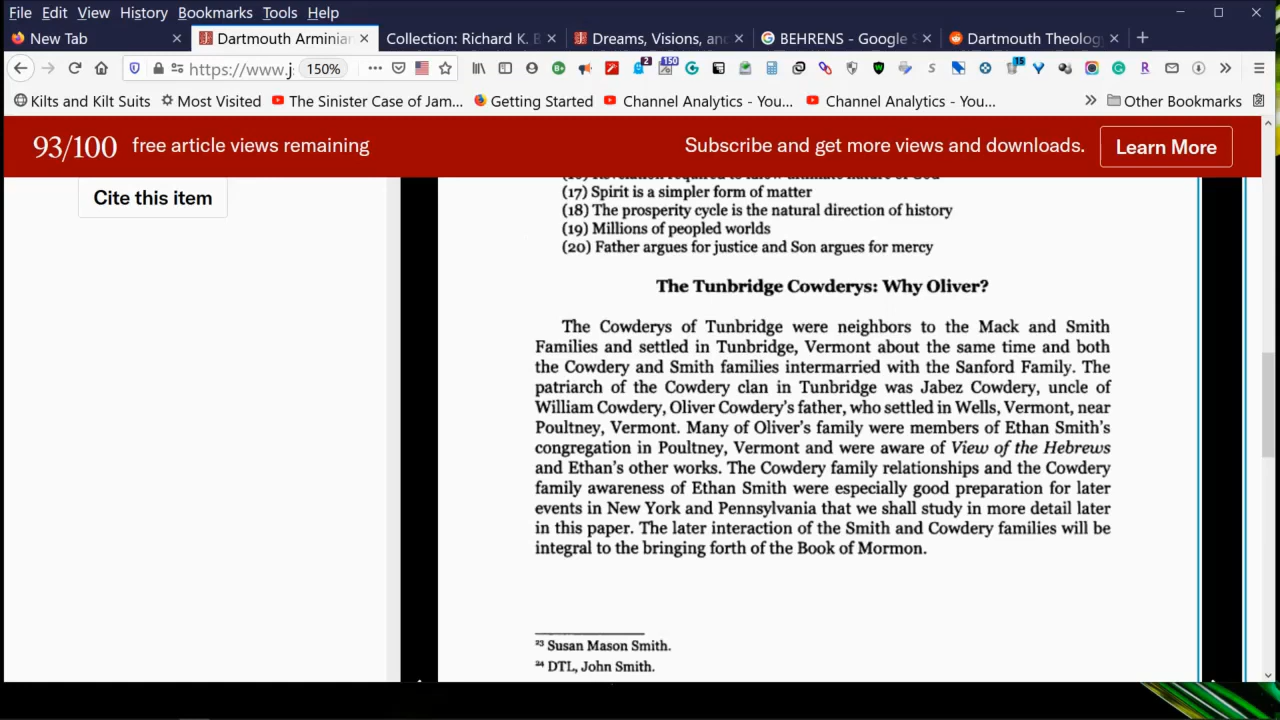 File Edit View History Bookmarks Tools Help
New Tab
Dartmouth Arminian
Collection: Richard K. B
Dreams, Visions, an
BEHRENS - Google S
Dartmouth Theolog
https://www.j
150%
2
150
15
Kilts and Kilt Suits
Most Visited
The Sinister Case of Jam...
Getting Started
Channel Analytics - You...
Channel Analytics - You...
Other Bookmarks
93/100 free article views remaining
Subscribe and get more views and downloads.
Learn More
Cite this item
(17) Spirit is a simpler form of matter
(18) The prosperity cycle is the natural direction of history
(19) Millions of peopled worlds
(20) Father argues for justice and Son argues for mercy
The Tunbridge Cowderys: Why Oliver?
The Cowderys of Tunbridge were neighbors to the Mack and Smith
Families and settled in Tunbridge, Vermont about the same time and both
the Cowdery and Smith families intermarried with the Sanford Family. The
patriarch of the Cowdery clan in Tunbridge was Jabez Cowdery, uncle of
William Cowdery, Oliver Cowdery's father, who settled in Wells, Vermont, near
Poultney, Vermont. Many of Oliver's family were members of Ethan Smith's
congregation in Poultney, Vermont and were aware of View of the Hebrews
and Ethan's other works. The Cowdery family relationships and the Cowdery
family awareness of Ethan Smith were especially good preparation for later
events in New York and Pennsylvania that we shall study in more detail later
in this paper. The later interaction of the Smith and Cowdery families will be
integral to the bringing forth of the Book of Mormon.
23 Susan Mason Smith.
24 DTL, John Smith.